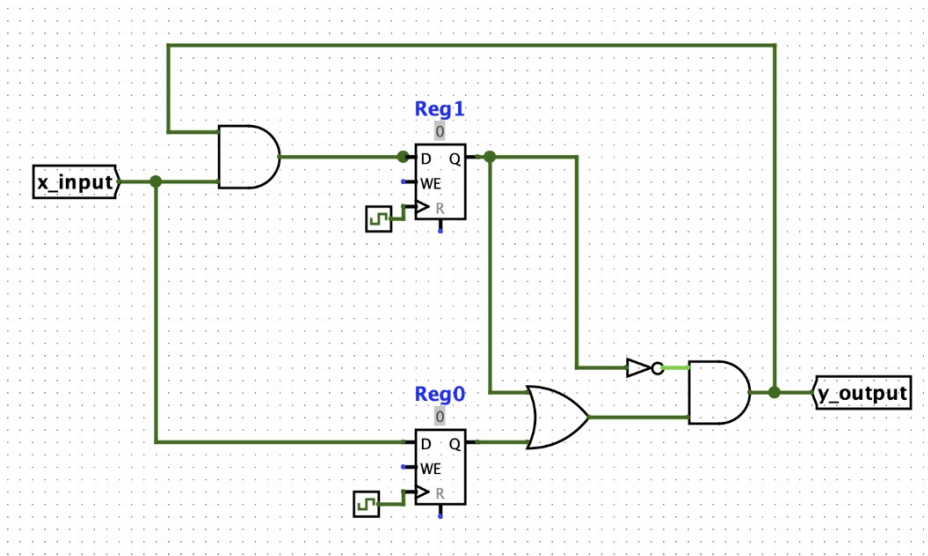 Reg1
0
D Q
x_input
WE
R
Reg0
0
y_output
D Q
WE
R